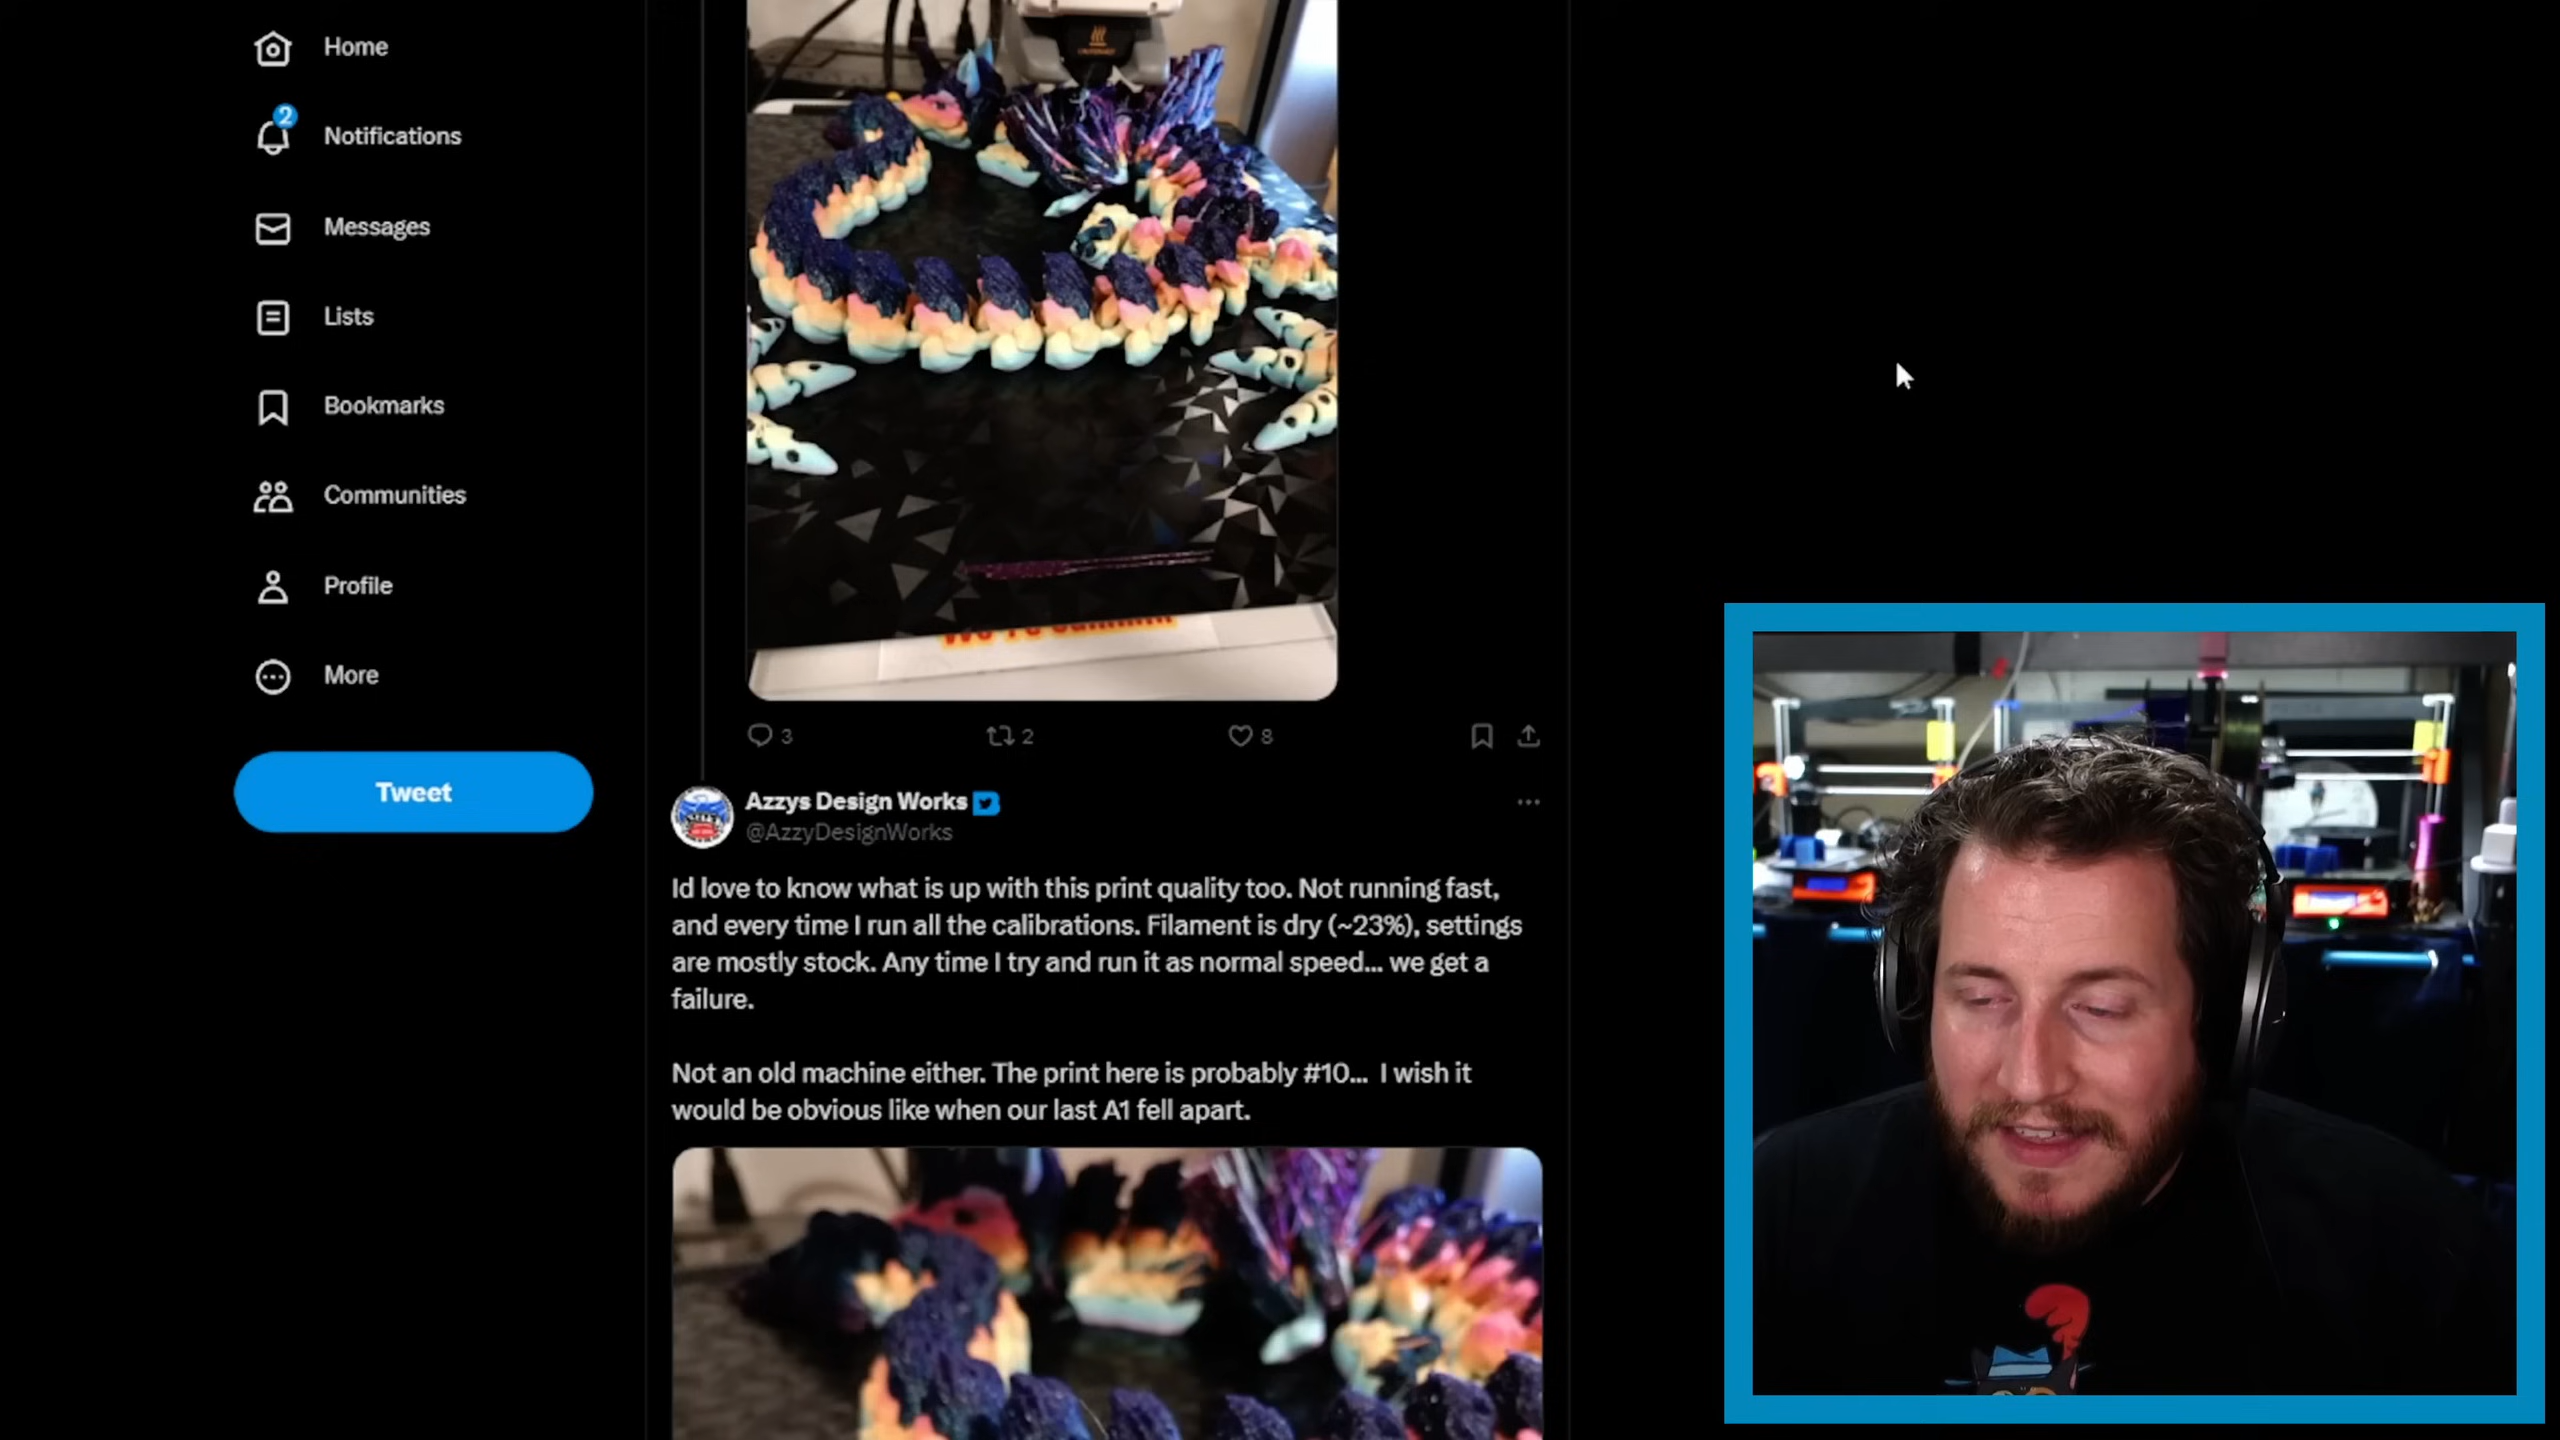 Home
2
Notifications
Messages
Lists
Bookmarks
Communities
Profile
More
Tweet
3
2
8
Azzys Design Works
@AzzyDesignWorks
Id love to know what is up with this print quality too. Not running fast,
and every time I run all the calibrations. Filament is dry (~23%), settings
are mostly stock. Any time I try and run it as normal speed... we get a
failure.
Not an old machine either. The print here is probably #10... I wish it
would be obvious like when our last A1 fell apart.